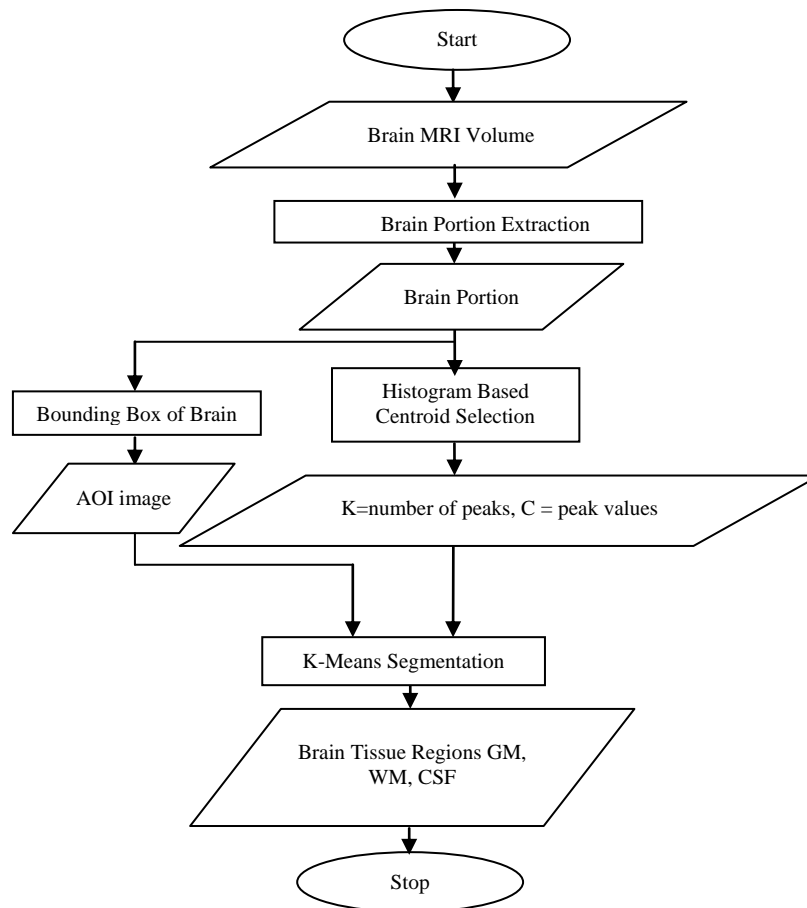 Start
Brain MRI Volume
Brain Portion Extraction
Brain Portion
Histogram Based
Centroid Selection
Bounding Box of Brain
AOI image
K=number of peaks, C = peak values
K-Means Segmentation
Brain Tissue Regions GM,
WM, CSF
Stop